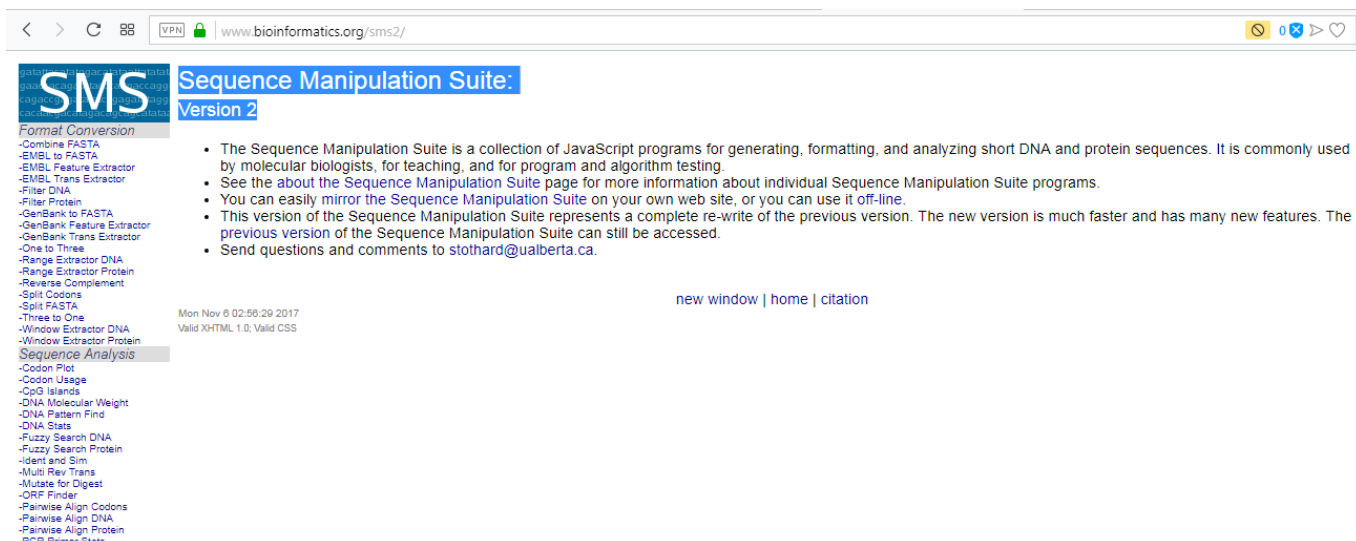 VPN
www.bioinformatics.org/sms2/
0
SMS
Sequence Manipulation Suite:
Version 2
The Sequence Manipulation Suite is a collection of JavaScript programs for generating, formatting, and analyzing short DNA and protein sequences. It is commonly used
by molecular biologists, for teaching, and for program and algorithm testing.
See the about the Sequence Manipulation Suite page for more information about individual Sequence Manipulation Suite programs.
You can easily mirror the Sequence Manipulation Suite on your own web site, or you can use it off-line.
This version of the Sequence Manipulation Suite represents a complete re-write of the previous version. The new version is much faster and has many new features. The
previous version of the Sequence Manipulation Suite can still be accessed.
Send questions and comments to stothard@ualberta.ca.
new window | home | citation
Mon Nov 6 02:56:29 2017
Valid XHTML 1.0; Valid CSS
Format Conversion
-Combine FASTA
-EMBL to FASTA
-EMBL Feature Extractor
-EMBL Trans Extractor
-Filter DNA
-Filter Protein
-GenBank to FASTA
-GenBank Feature Extractor
-GenBank Trans Extractor
-One to Three
-Range Extractor DNA
-Range Extractor Protein
-Reverse Complement
-Split Codons
-Split FASTA
-Three to One
-Window Extractor DNA
-Window Extractor Protein
Sequence Analysis
-Codon Plot
-Codon Usage
-CpG Islands
-DNA Molecular Weight
-DNA Pattern Find
-DNA Stats
-Fuzzy Search DNA
-Fuzzy Search Protein
-Ident and Sim
-Multi Rev Trans
-Mutate for Digest
-ORF Finder
-Pairwise Align Codons
-Pairwise Align DNA
-Pairwise Align Protein
-PCR Primer Stats